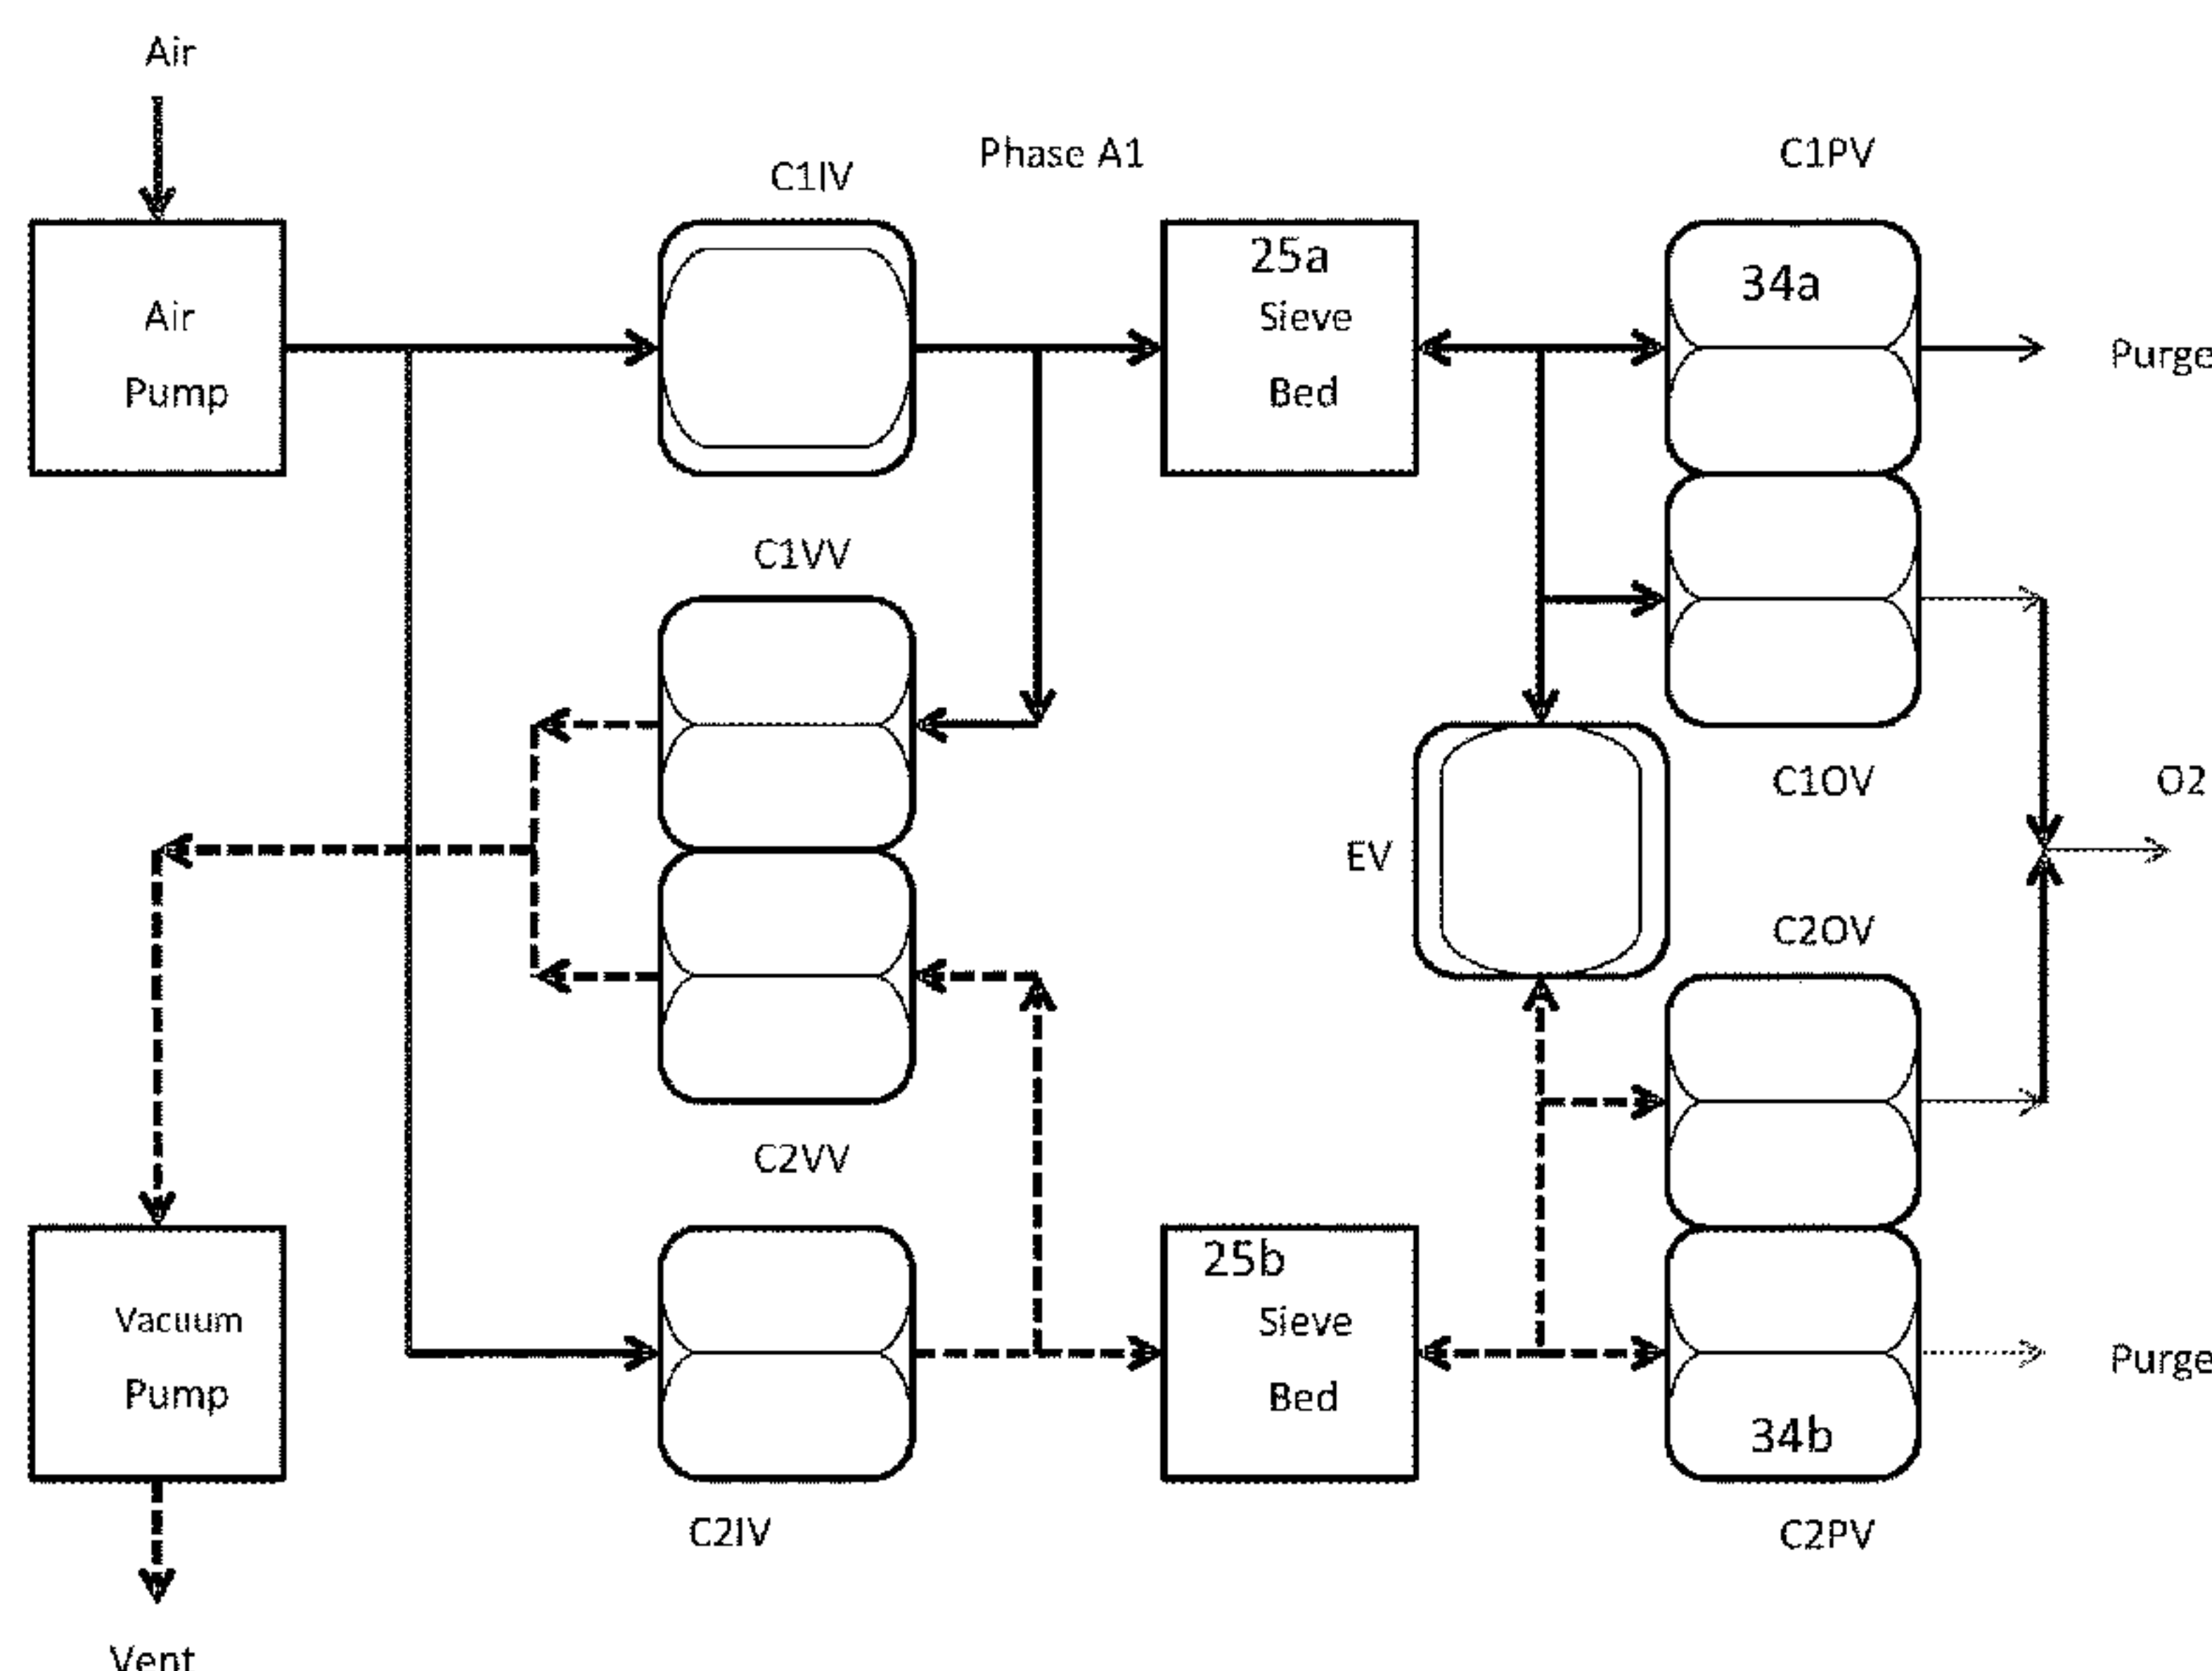 Air
Phase A1
C1PV
C1IV
25a
34a
Air
Pump
Sieve
Bed
Purge
C1VV
C1OV
O2
EV
C2OV
C2VV
25b
Vacuum
Pump
Sieve
Bed
Purge
34b
C2IV
C2PV
Vent